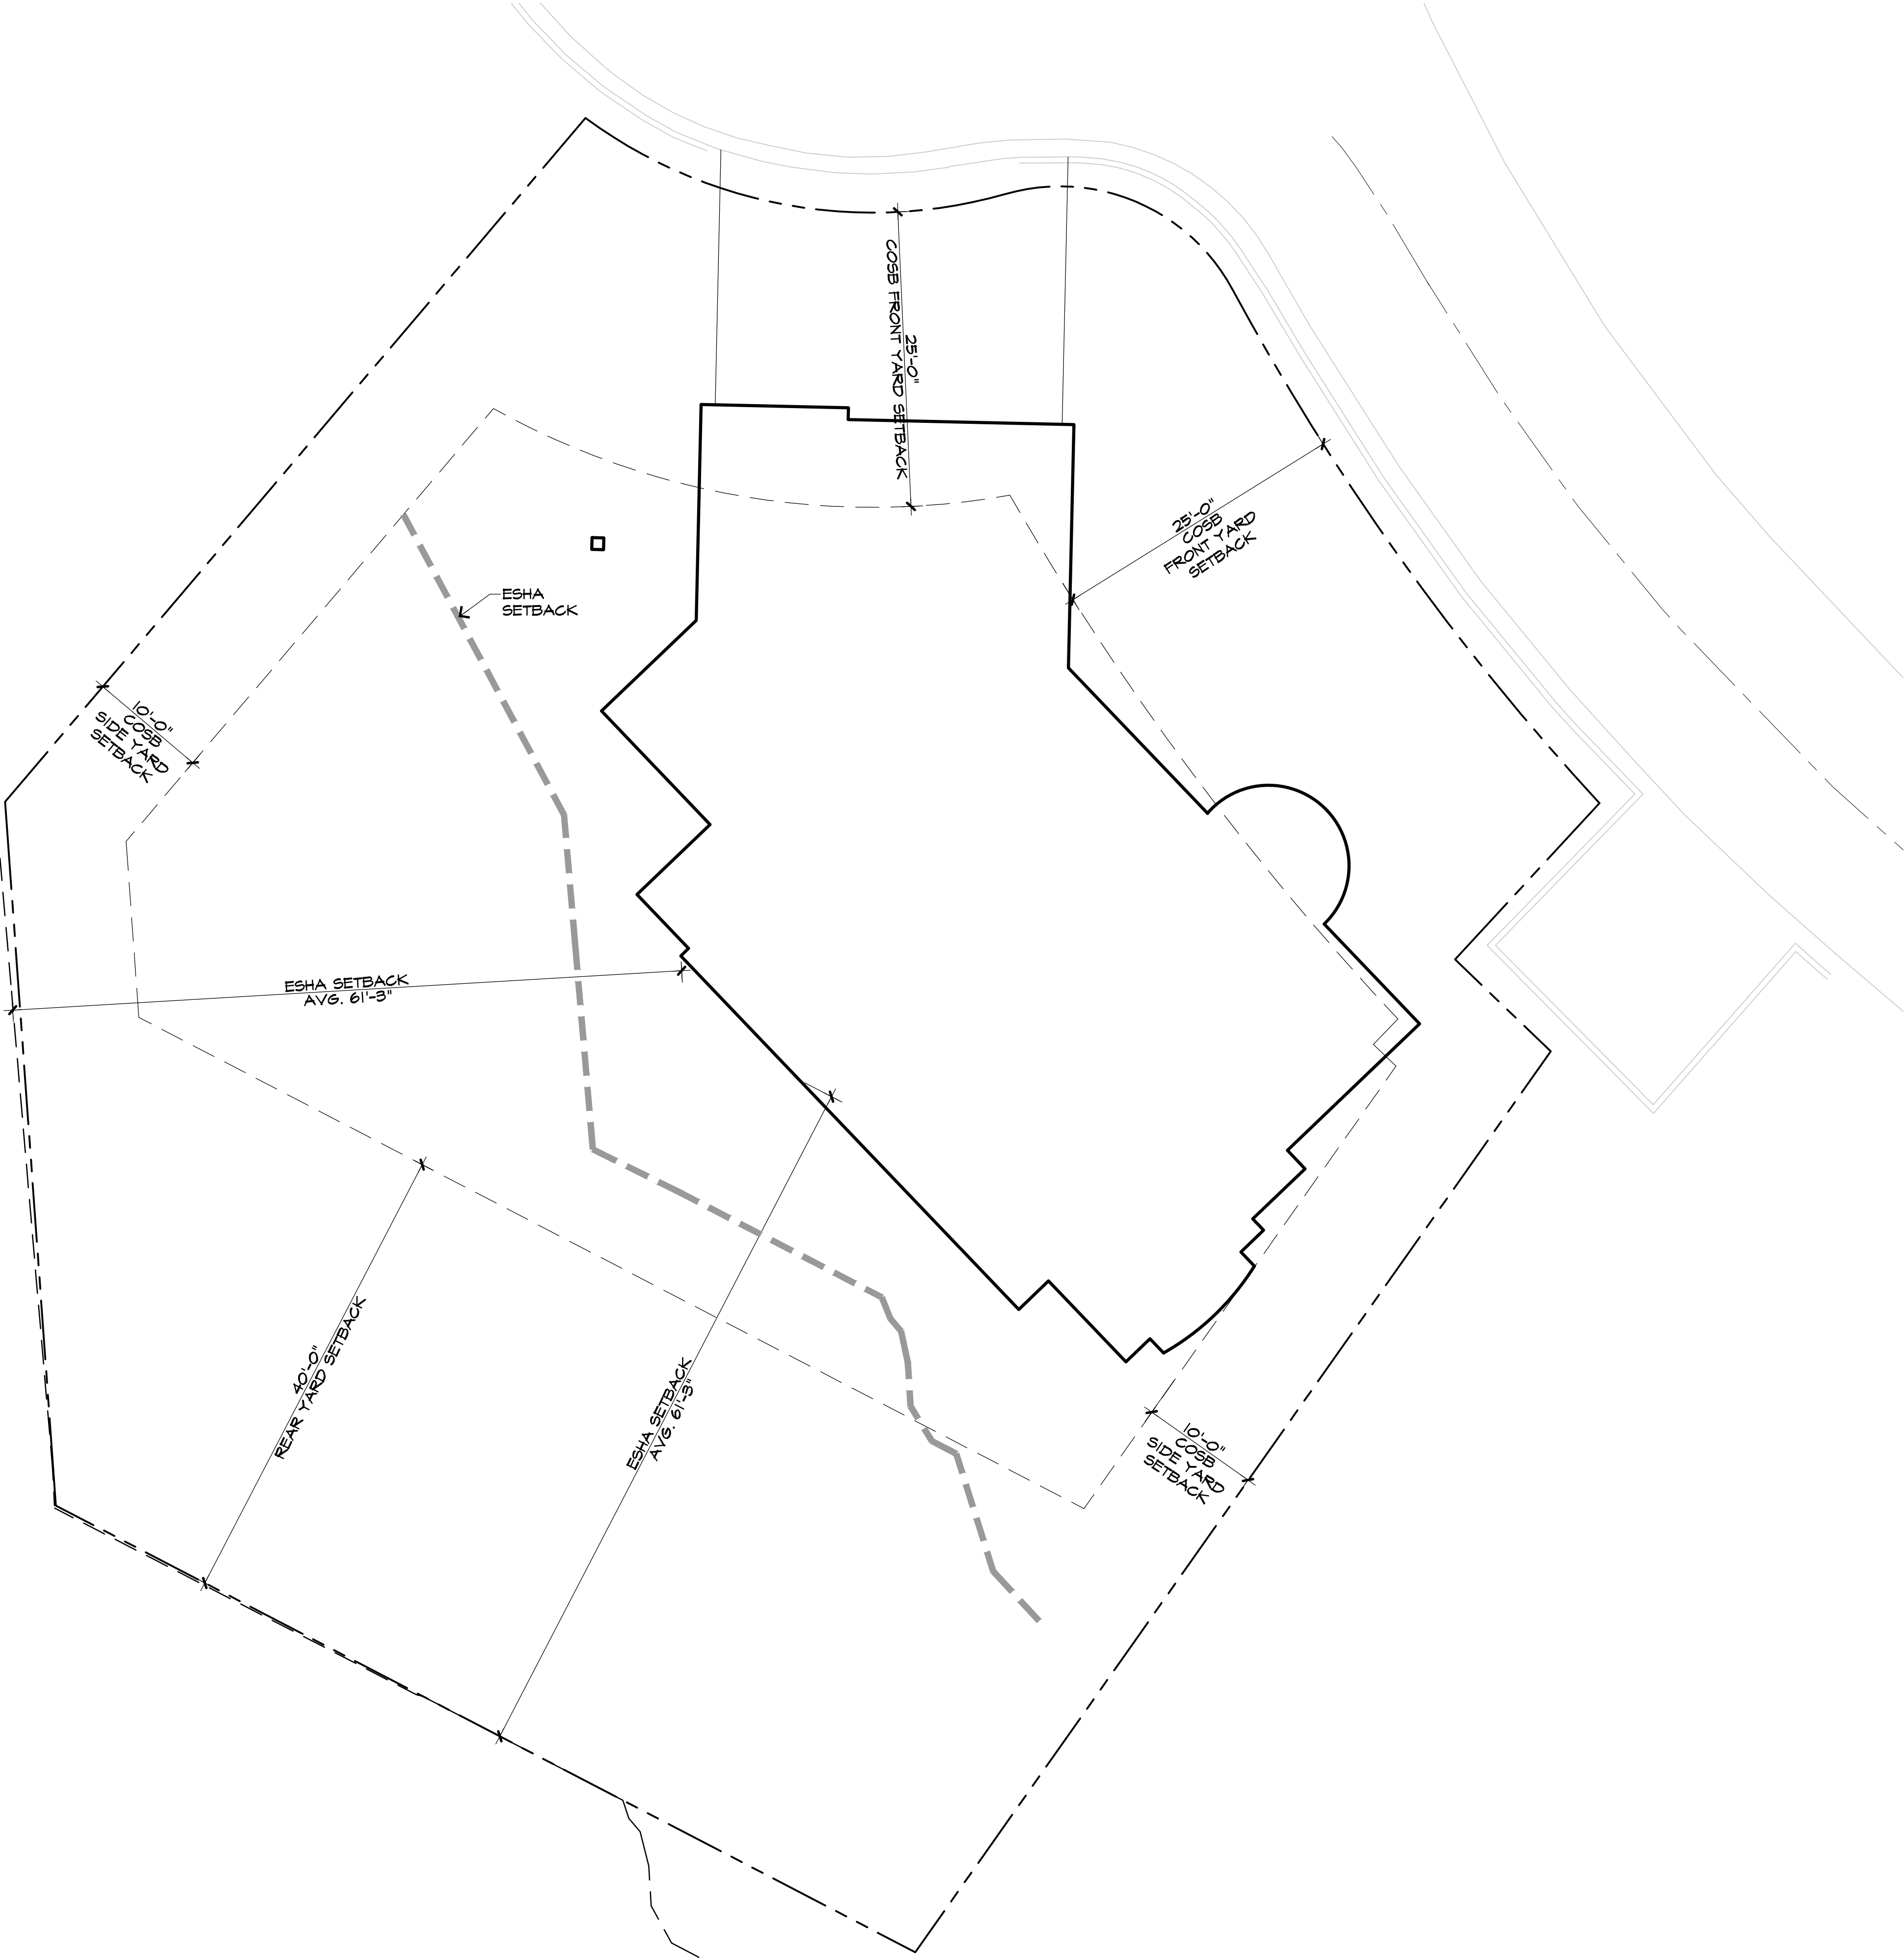 25'-0"
COSB FRONT YARD SETBACK
25'-0"
COSB
FRONT YARD
SETBACK
ESHA
SETBACK
10'-0"
COSB
SIDE YARD
SETBACK
ESHA SETBACK
AVG. 61'-3"
40'-0"
REAR YARD SETBACK
ESHA SETBACK
AVG. 61'-3"
10'-0"
COSB
SIDE YARD
SETBACK